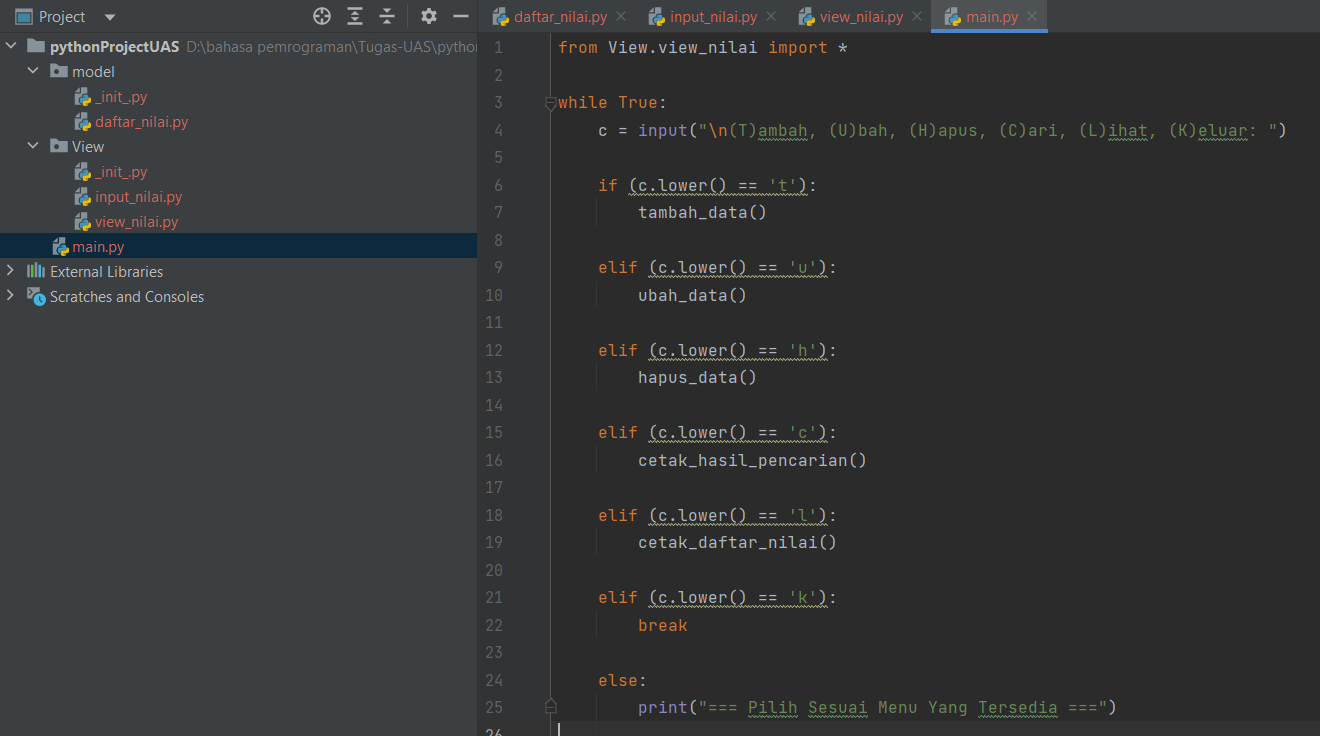 Project
pythonProjectUAS D:\bahasa pemrograman\Tugas-UAS\pytho
model
_init_.py
daftar_nilai.py
View
_init_.py
input_nilai.py
view_nilai.py
main.py
External Libraries
Scratches and Consoles
daftar_nilai.py input_nilai.py view_nilai.py main.py
1 from View.view_nilai import *
2
3 while True:
4     c = input("\n(T)ambah, (U)bah, (H)apus, (C)ari, (L)ihat, (K)eluar: ")
5
6     if (c.lower() == 't'):
7         tambah_data()
8
9     elif (c.lower() == 'u'):
10         ubah_data()
11
12     elif (c.lower() == 'h'):
13         hapus_data()
14
15     elif (c.lower() == 'c'):
16         cetak_hasil_pencarian()
17
18     elif (c.lower() == 'l'):
19         cetak_daftar_nilai()
20
21     elif (c.lower() == 'k'):
22         break
23
24     else:
25         print("=== Pilih Sesuai Menu Yang Tersedia ===")
26